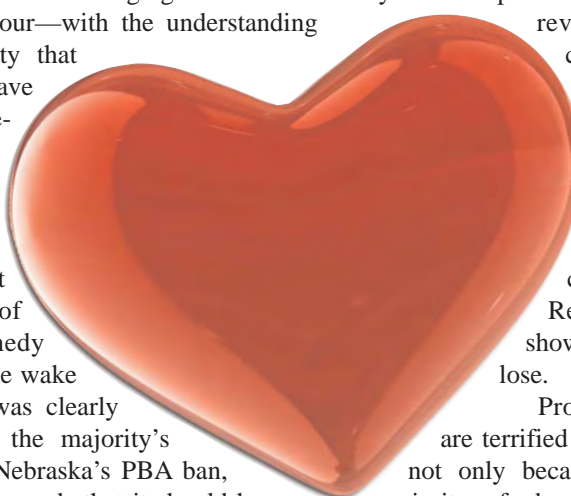 our—with the understanding
ty that
ave
e-
t
of
nedy
e wake
was clearly
the majority's
Nebraska's PBA ban,
rev
c
c
Re
show
lose.
Pro
are terrified
not only beca